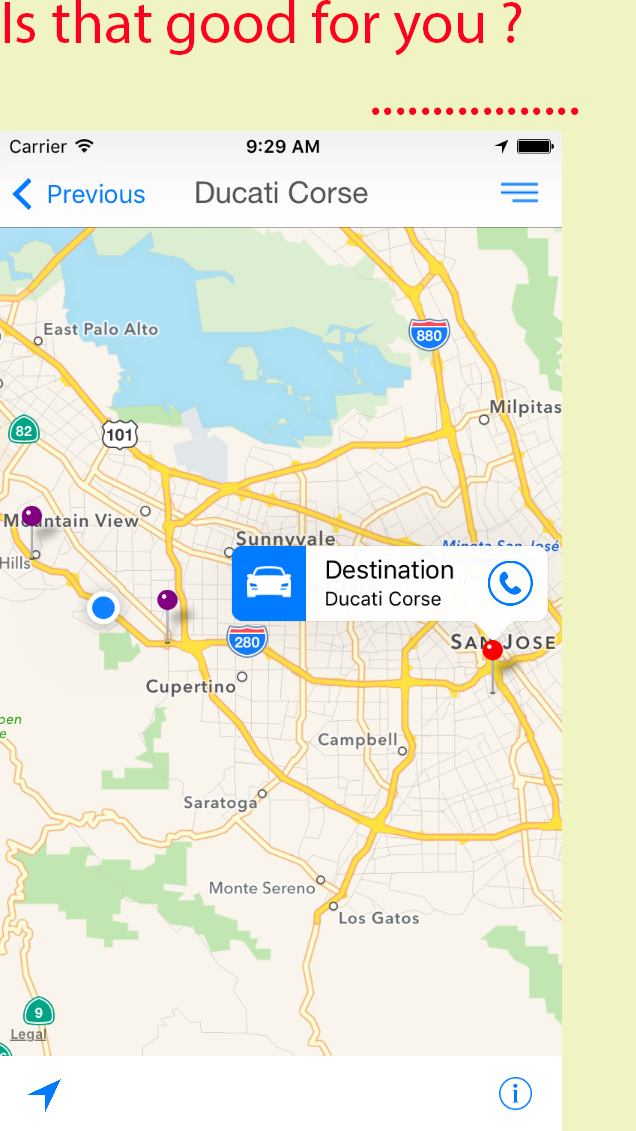 Is that good for you ?
Carrier 9:29 AM
Previous Ducati Corse
East Palo Alto
880
Milpitas
82
101
Mountain View
Sunnyvale
Mineta San José
Hills
Destination
Ducati Corse
280
SAN JOSE
Cupertino
Campbell
Saratoga
Monte Sereno
Los Gatos
9
Legal